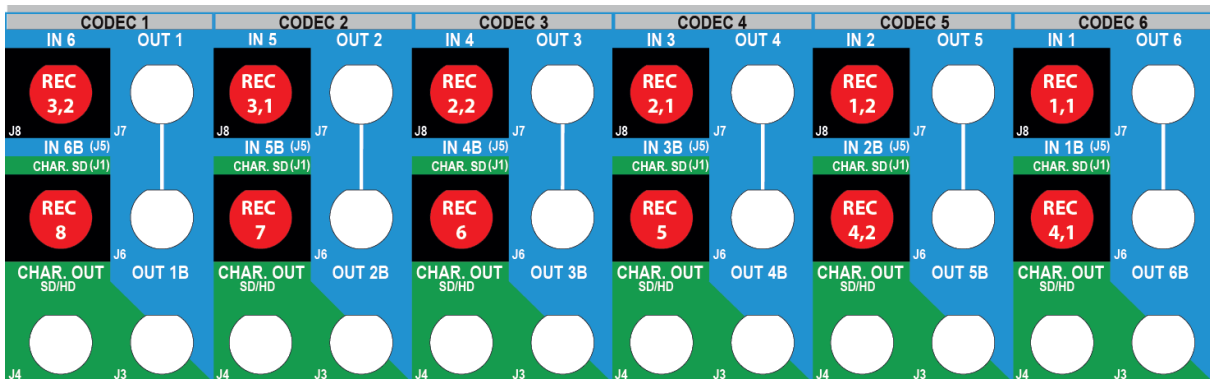 CODEC 1 CODEC 2 CODEC 3 CODEC 4 CODEC 5 CODEC 6
IN 6 OUT 1 IN 5 OUT 2 IN 4 OUT 3 IN 3 OUT 4 IN 2 OUT 5 IN 1 OUT 6
REC REC REC REC REC REC
3,2 3,1 2,2 2,1 1,2 1,1
J8 J7 J8 J7 J8 J7 J8 J7 J8 J7 J8 J7
IN 6B (J5) IN 5B (J5) IN 4B (J5) IN 3B (J5) IN 2B (J5) IN 1B (J5)
CHAR. SD (J1) CHAR. SD (J1) CHAR. SD (J1) CHAR. SD (J1) CHAR. SD (J1) CHAR. SD (J1)
REC REC REC REC REC REC
8 7 6 5 4,2 4,1
J6 J6 J6 J6 J6 J6
CHAR. OUT OUT 1B CHAR. OUT OUT 2B CHAR. OUT OUT 3B CHAR. OUT OUT 4B CHAR. OUT OUT 5B CHAR. OUT OUT 6B
SD/HD SD/HD SD/HD SD/HD SD/HD SD/HD
J4 J3 J4 J3 J4 J3 J4 J3 J4 J3 J4 J3